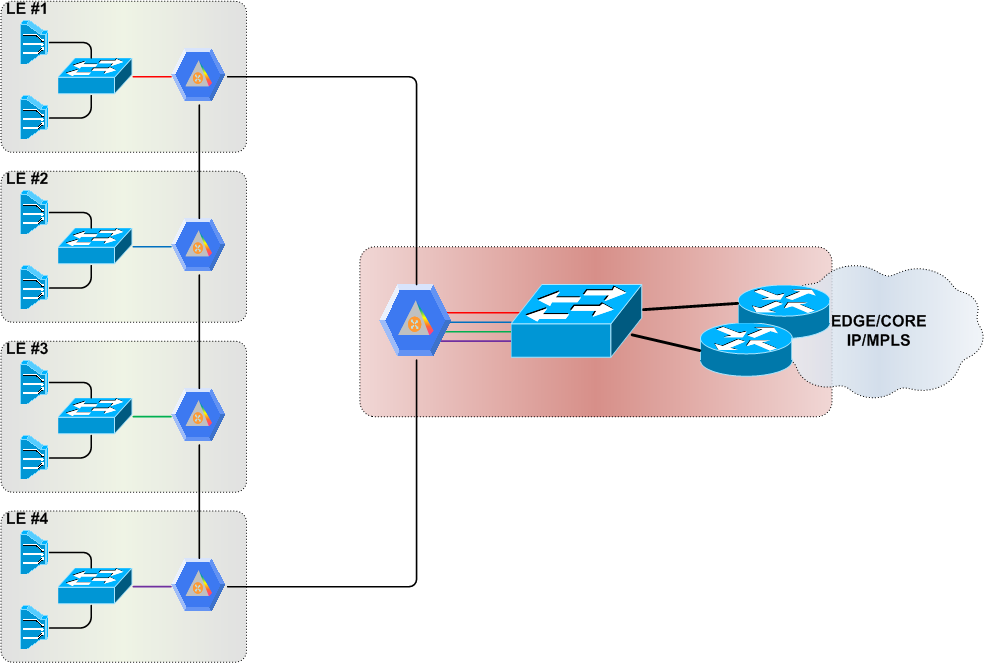 LE #1
LE #2
LE #3
LE #4
EDGE/CORE
IP/MPLS